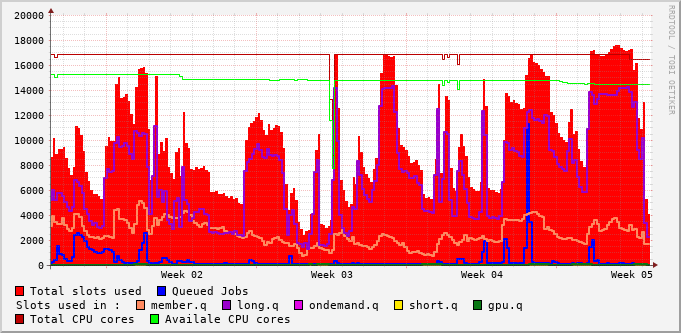 20000
18000
16000
14000
12000
10000
8000
6000
4000
2000
0
Week 02 Week 03 Week 04 Week 05
Total slots used Queued Jobs
Slots used in : member.q long.q ondemand.q short.q gpu.q
Total CPU cores Availale CPU cores
RRDTOOL / TOBI OETIKER